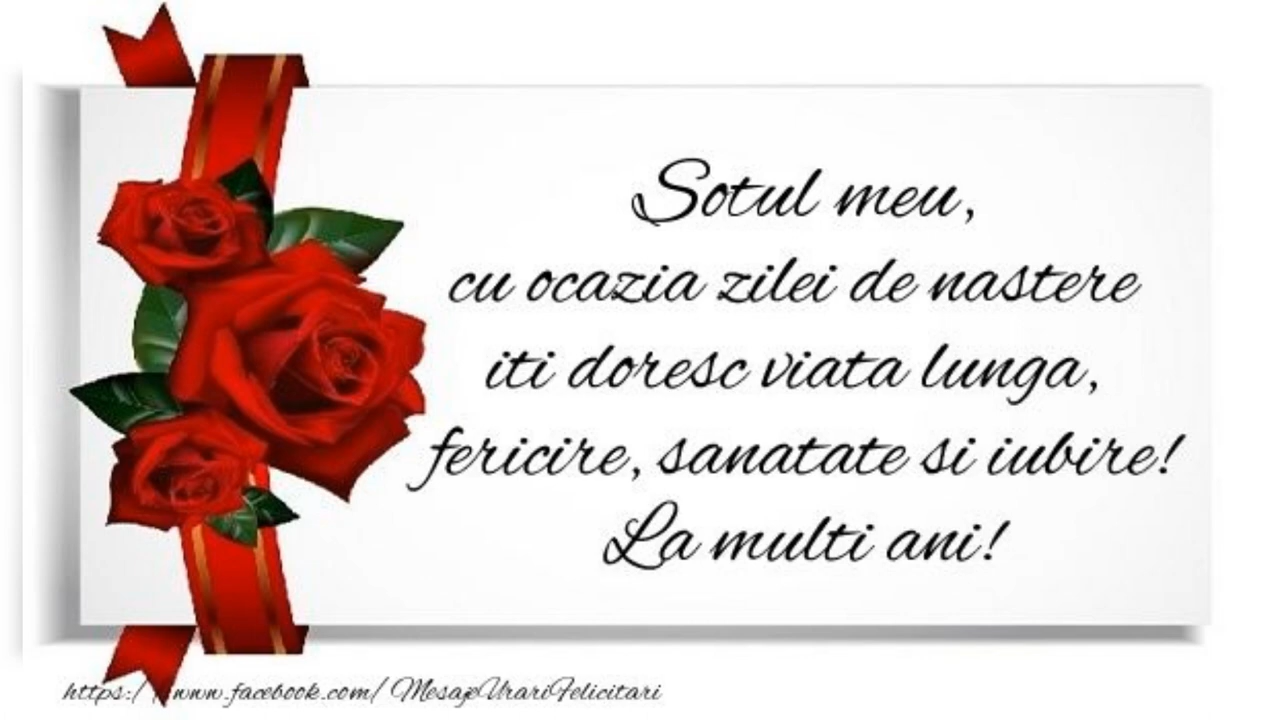 Sotul meu,
cu ocazia zilei de nastere
iti doresc viata lunga,
fericire, sanatate si iubire!
La multi ani!
https:/ www.facebook.com/ MesajeUrariFelicitari